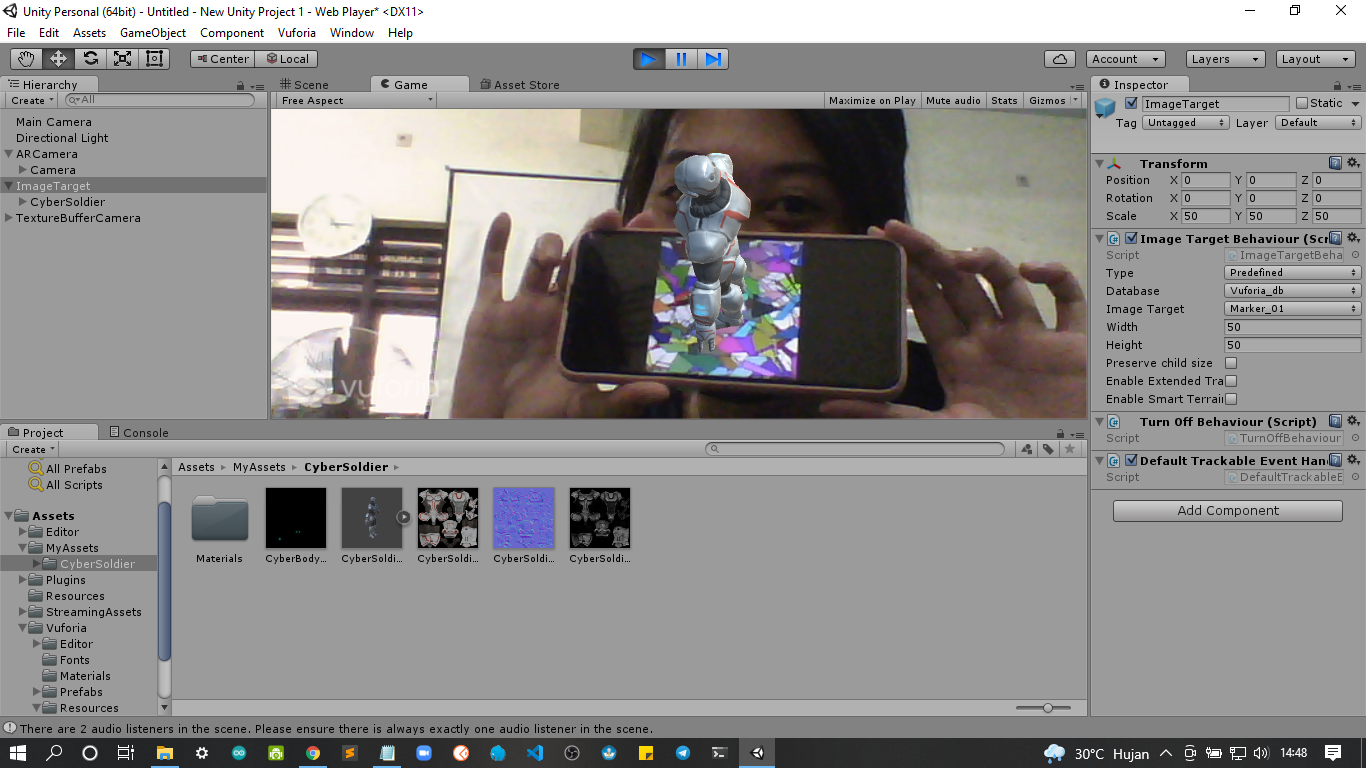 Unity Personal (64bit) - Untitled - New Unity Project 1 - Web Player* <DX11>
File Edit Assets GameObject Component Vuforia Window Help
Center Local Account Layers Layout
Hierarchy
Create All
Main Camera
Directional Light
ARCamera
Camera
ImageTarget
CyberSoldier
TextureBufferCamera
Scene Game Asset Store
Free Aspect Maximize on Play Mute audio Stats Gizmos
vuforia
Inspector
ImageTarget Static
Tag Untagged Layer Default
Transform
Position X 0 Y 0 Z 0
Rotation X 0 Y 0 Z 0
Scale X 50 Y 50 Z 50
Image Target Behaviour (Scr
Script ImageTargetBeha
Type Predefined
Database Vuforia_db
Image Target Marker_01
Width 50
Height 50
Preserve child size
Enable Extended Tra
Enable Smart Terrain
Turn Off Behaviour (Script)
Script TurnOffBehaviour
Default Trackable Event Han
Script DefaultTrackableE
Add Component
Project Console
Create
All Prefabs
All Scripts
Assets
Editor
MyAssets
CyberSoldier
Plugins
Resources
StreamingAssets
Vuforia
Editor
Fonts
Materials
Prefabs
Resources
Assets MyAssets CyberSoldier
Materials CyberBody... CyberSoldi... CyberSoldi... CyberSoldi... CyberSoldi...
There are 2 audio listeners in the scene. Please ensure there is always exactly one audio listener in the scene.
30°C Hujan 14:48